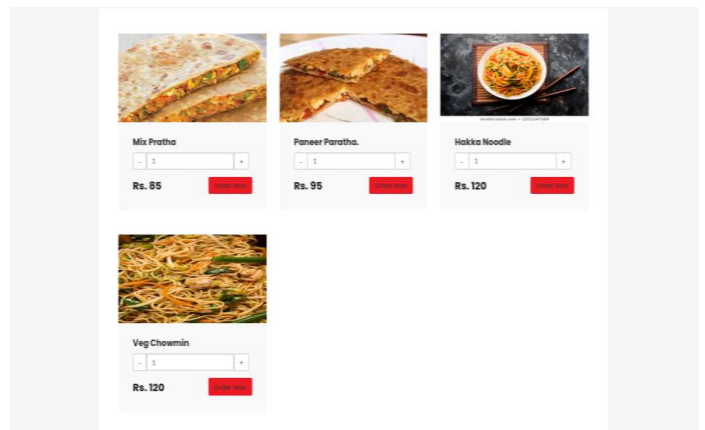 Mix Pratha
- 1 +
Rs. 85 Order Now
Paneer Paratha.
- 1 +
Rs. 95 Order Now
Hakka Noodle
- 1 +
Rs. 120 Order Now
Veg Chowmin
- 1 +
Rs. 120 Order Now